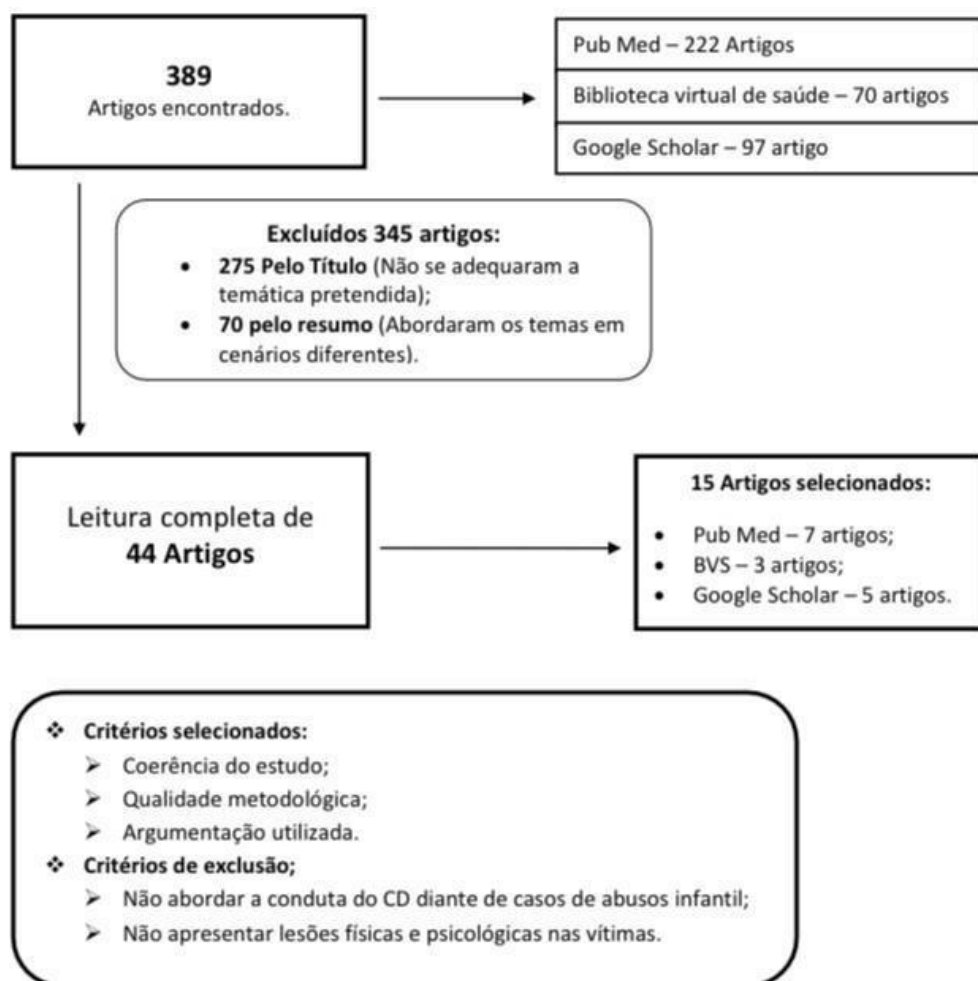 389
Artigos encontrados.
Pub Med – 222 Artigos
Biblioteca virtual de saúde – 70 artigos
Google Scholar – 97 artigo
Excluídos 345 artigos:
• 275 Pelo Título (Não se adequaram a
temática pretendida);
• 70 pelo resumo (Abordaram os temas em
cenários diferentes).
Leitura completa de
44 Artigos
15 Artigos selecionados:
• Pub Med – 7 artigos;
• BVS – 3 artigos;
• Google Scholar – 5 artigos.
❖ Critérios selecionados:
➢ Coerência do estudo;
➢ Qualidade metodológica;
➢ Argumentação utilizada.
❖ Critérios de exclusão;
➢ Não abordar a conduta do CD diante de casos de abusos infantil;
➢ Não apresentar lesões físicas e psicológicas nas vítimas.